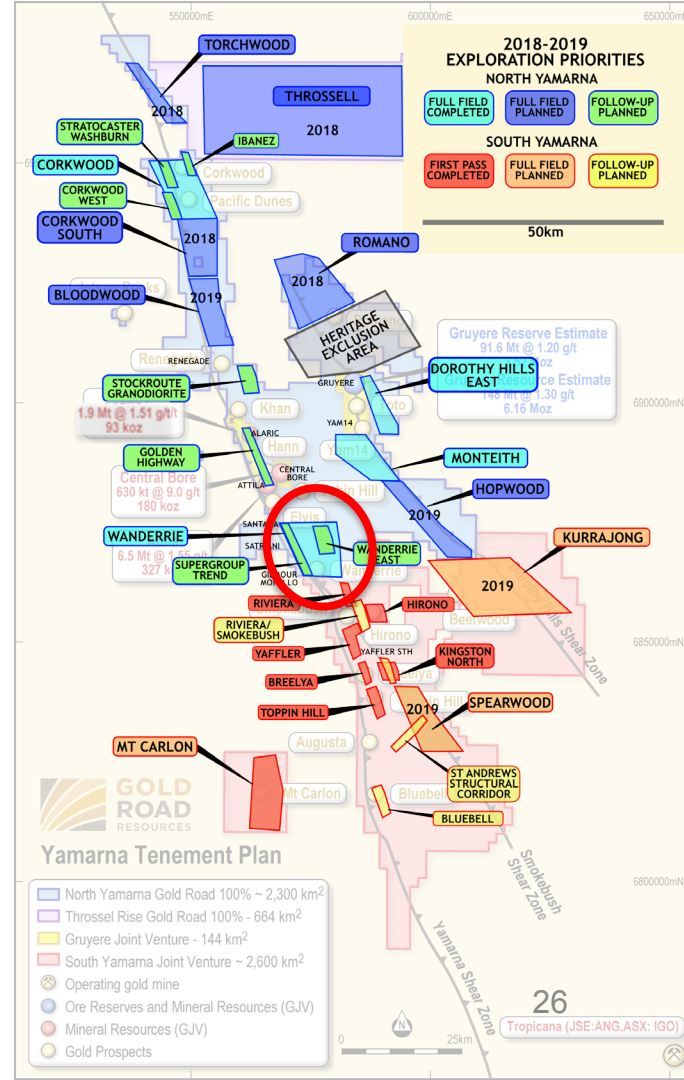 550000mE
600000mE
650000mE
TORCHWOOD
2018
THROSSELL
2018
2018-2019
EXPLORATION PRIORITIES
NORTH YAMARNA
FULL FIELD
COMPLETED
FULL FIELD
PLANNED
FOLLOW-UP
PLANNED
SOUTH YAMARNA
FIRST PASS
COMPLETED
FULL FIELD
PLANNED
FOLLOW-UP
PLANNED
50km
STRATOCASTER
WASHBURN
IBANEZ
CORKWOOD
Corkwood
CORKWOOD
WEST
Pacific Dunes
CORKWOOD
SOUTH
2018
ROMANO
2018
BLOODWOOD
2019
HERITAGE
EXCLUSION
AREA
Gruyere Reserve Estimate
91.6 Mt @ 1.20 g/t
RENEGADE
DOROTHY HILLS
EAST
148 Mt @ 1.30 g/t
6.16 Moz
STOCKROUTE
GRANODIORITE
GRUYERE
6900000mN
1.9 Mt @ 1.51 g/t/t
93 koz
Khan
YAM14
Yam14
ALARIC
Hann
GOLDEN
HIGHWAY
MONTEITH
Central Bore
630 kt @ 9.0 g/t
180 koz
CENTRAL
BORE
ATTILA
HOPWOOD
2019
Elvis
SANTANA
WANDERRIE
SATRIANI
WANDERRIE
EAST
KURRAJONG
SUPERGROUP
TREND
Wanderrie
GILMOUR
MORELLO
2019
RIVIERA
HIRONO
Beerwood
Dorothy Hills Shear Zone
RIVIERA/
SMOKEBUSH
Hirono
6850000mN
YAFFLER
YAFFLER STH
KINGSTON
NORTH
BREELYA
TOPPIN HILL
2019
SPEARWOOD
Augusta
MT CARLON
Mt Carlon
ST ANDREWS
STRUCTURAL
CORRIDOR
BLUEBELL
GOLD
ROAD
RESOURCES
Yamarna Tenement Plan
Smokebush
Shear Zone
6800000mN
North Yamarna Gold Road 100% ~ 2,300 km²
Throssel Rise Gold Road 100% - 664 km²
Gruyere Joint Venture - 144 km²
South Yamarna Joint Venture ~ 2,600 km²
Operating gold mine
Ore Reserves and Mineral Resources (GJV)
Mineral Resources (GJV)
Gold Prospects
Yamarna Shear Zone
N
0
25km
26
Tropicana (JSE:ANG,ASX: IGO)